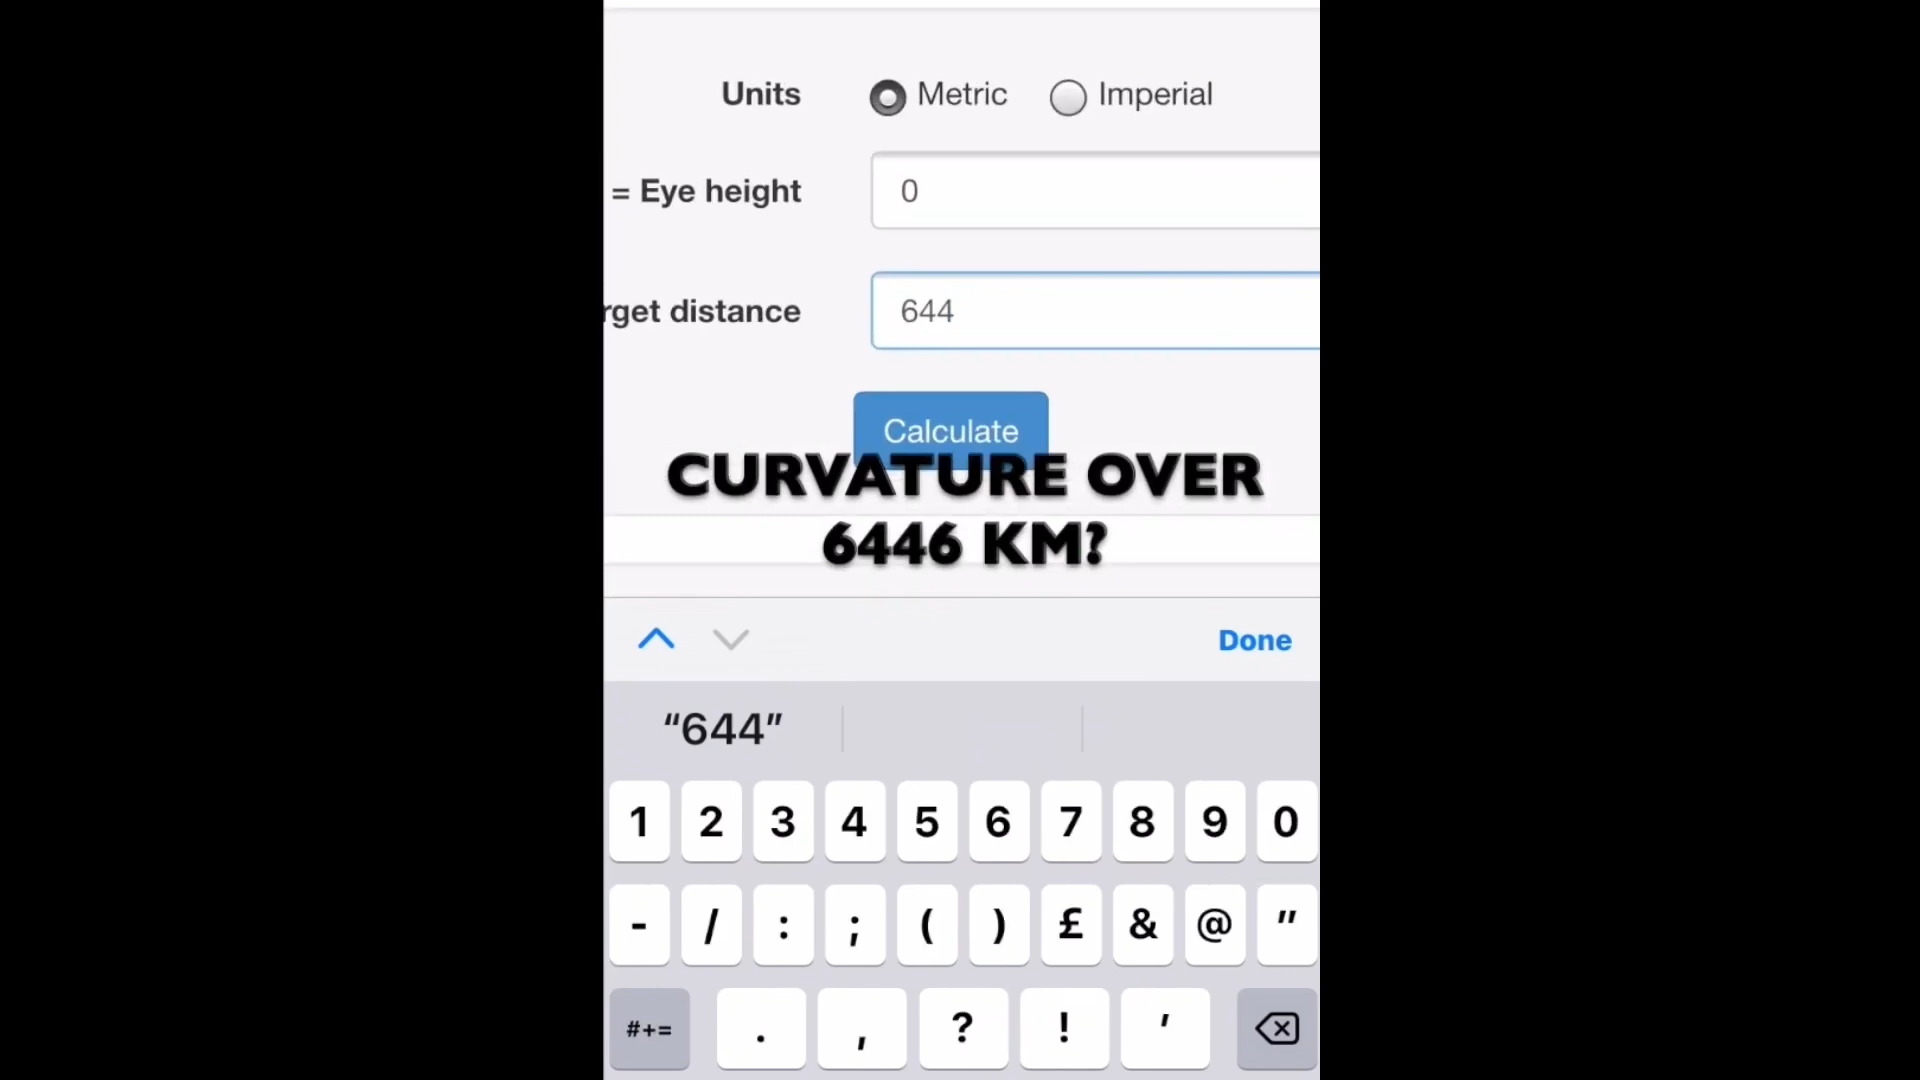 Units Metric Imperial
= Eye height 0
rget distance 644
Calculate
CURVATURE OVER
6446 KM?
Done
“644”
1 2 3 4 5 6 7 8 9 0
- / : ; ( ) £ & @ "
#+= . , ? ! '